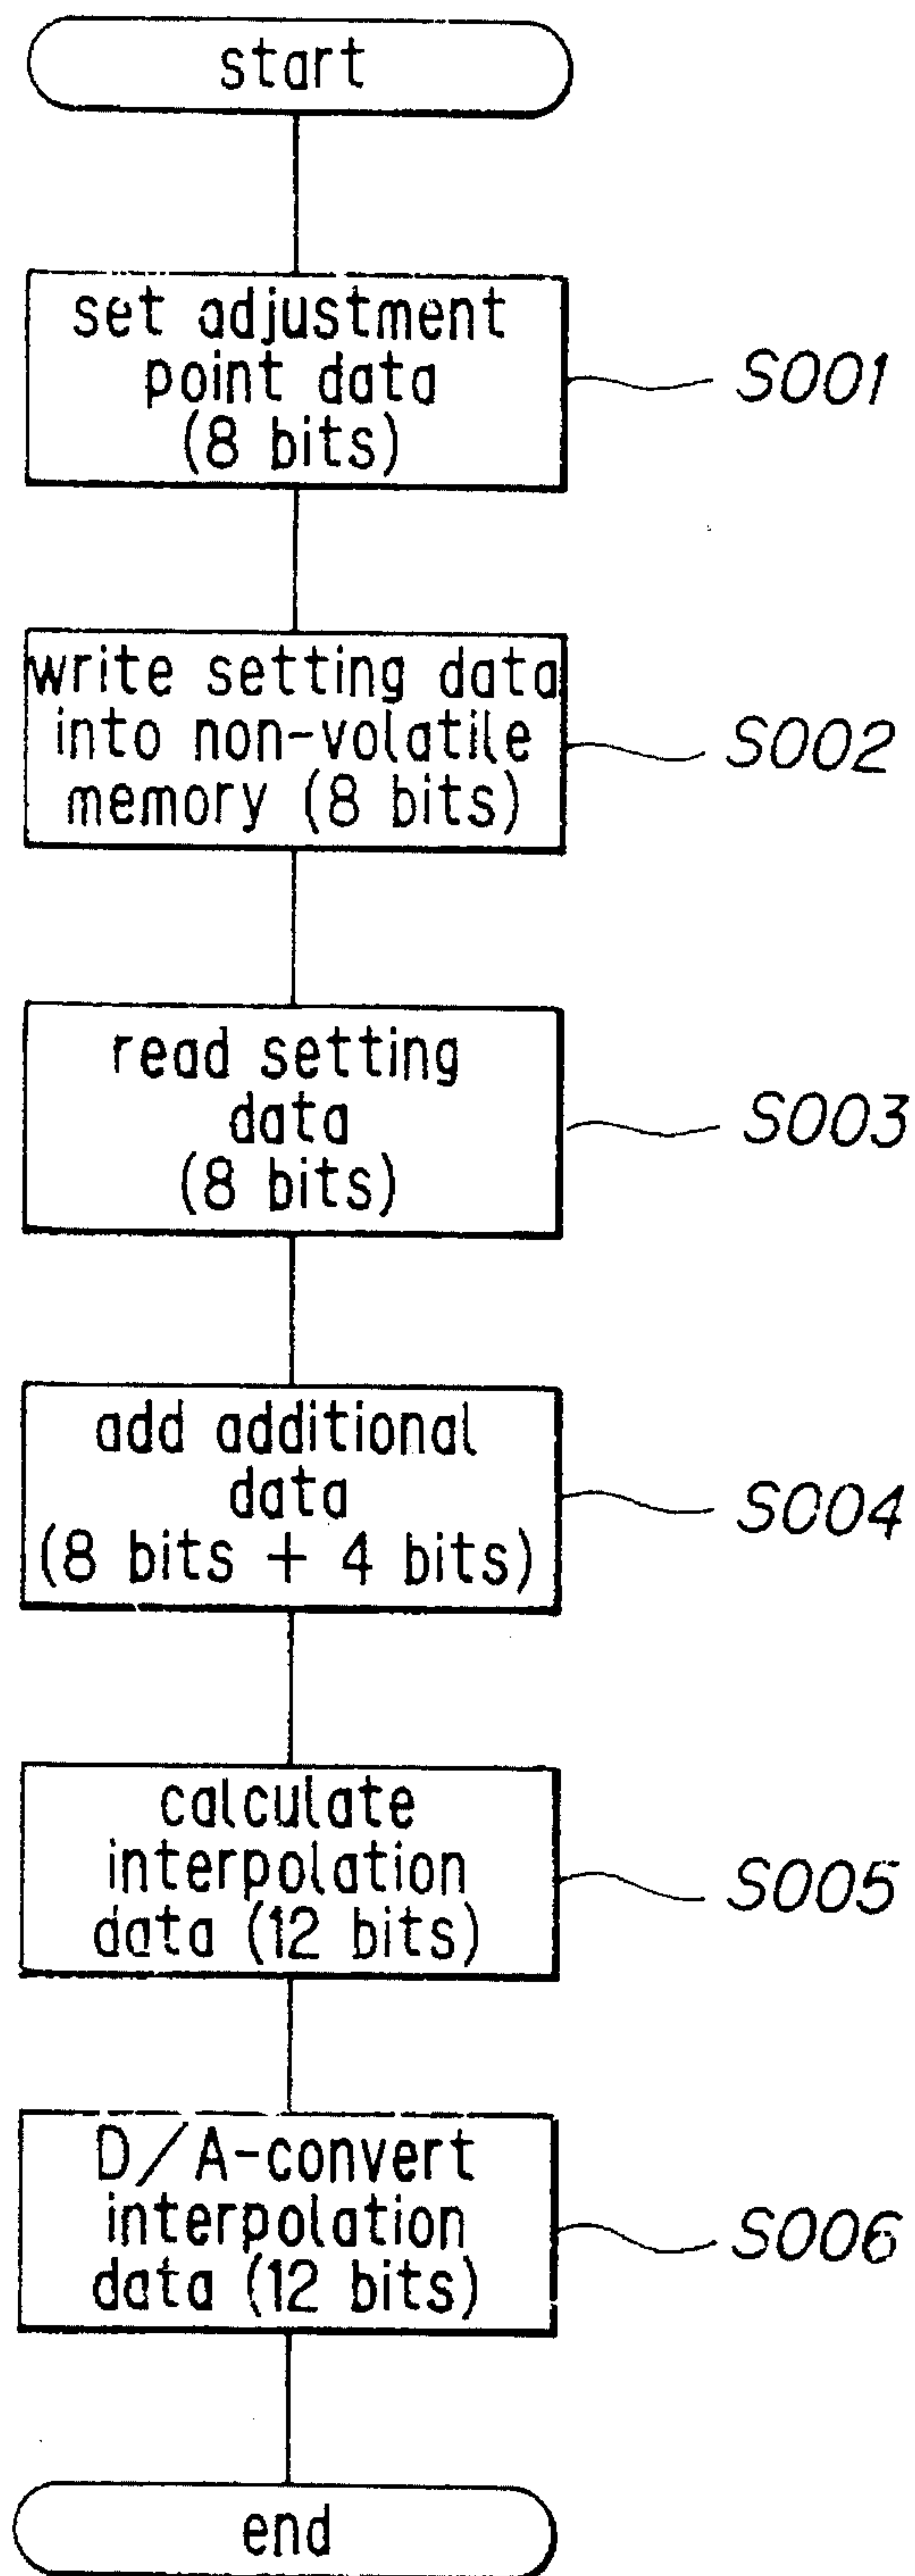 start
set adjustment
point data
(8 bits)
S001
write setting data
into non-volatile
memory (8 bits)
S002
read setting
data
(8 bits)
S003
add additional
data
(8 bits + 4 bits)
S004
calculate
interpolation
data (12 bits)
S005
D/A-convert
interpolation
data (12 bits)
S006
end